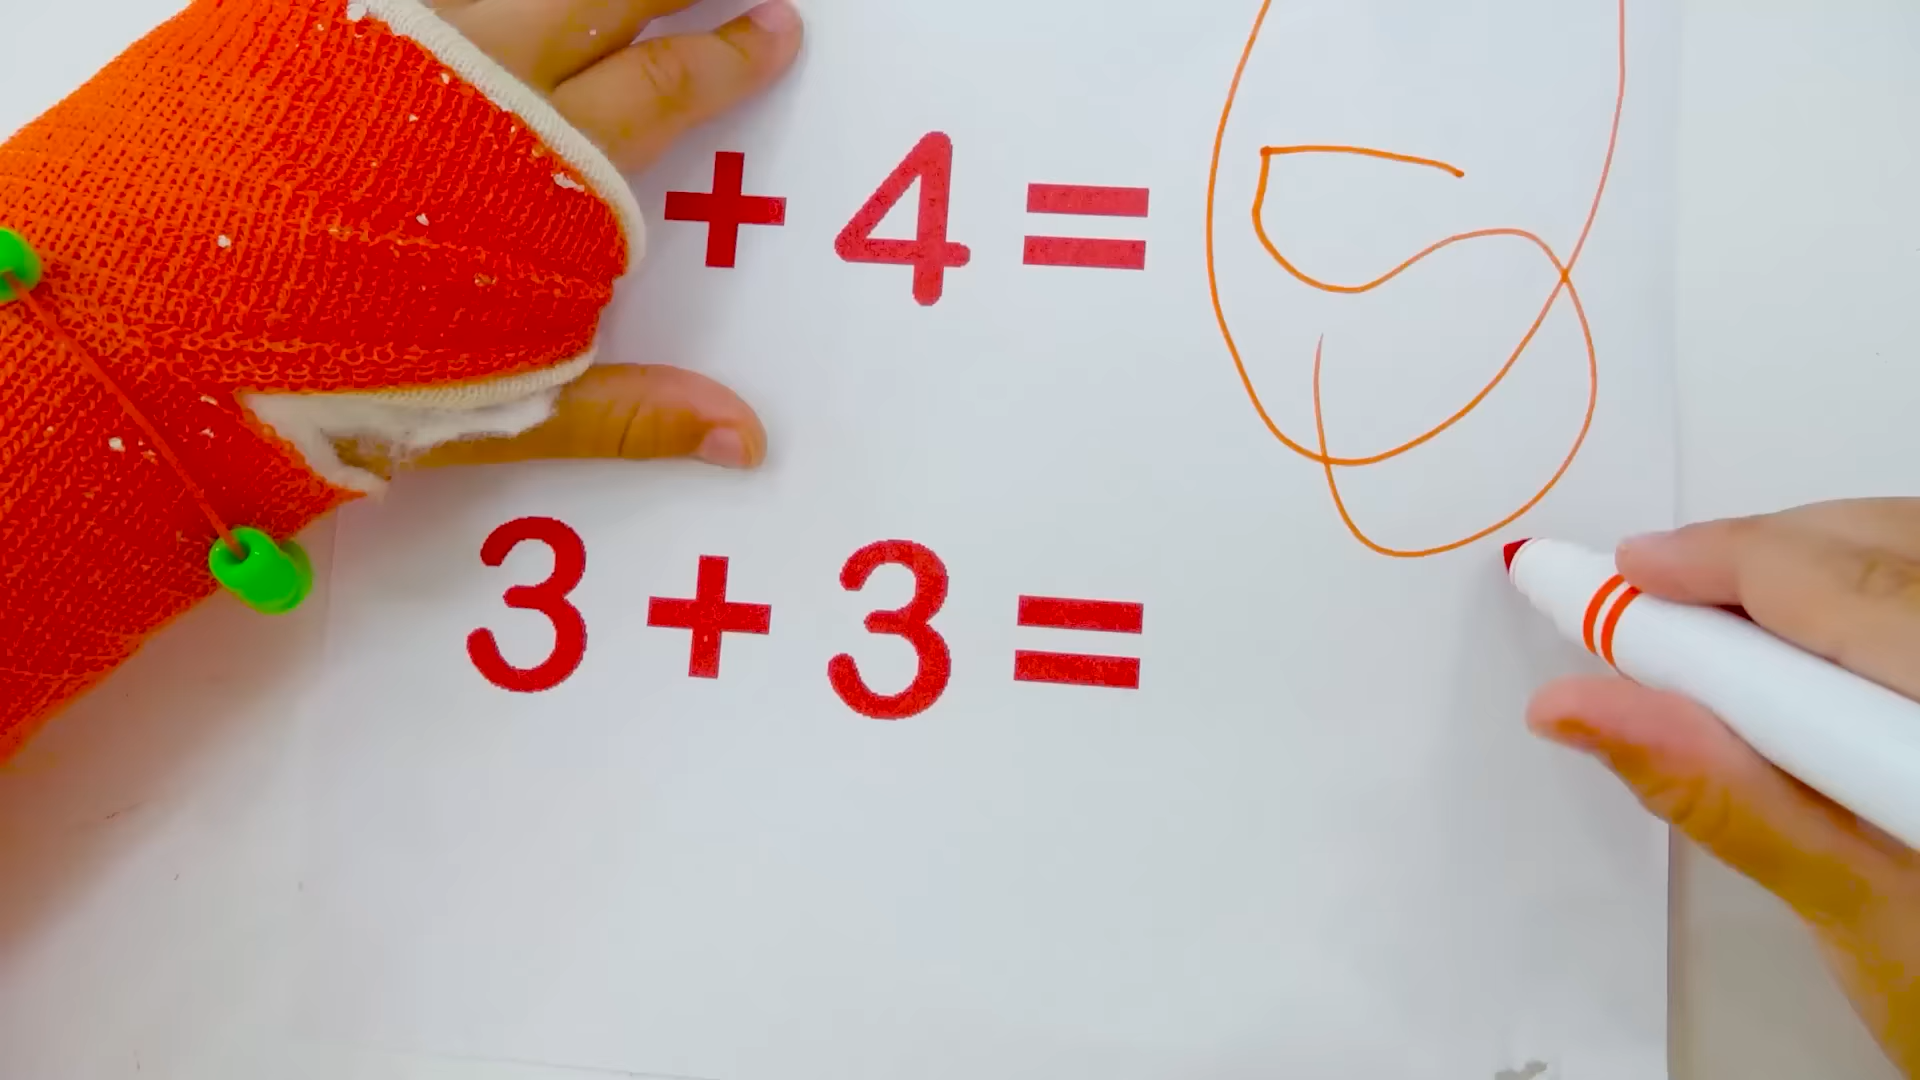 + 4 =
3 + 3 =